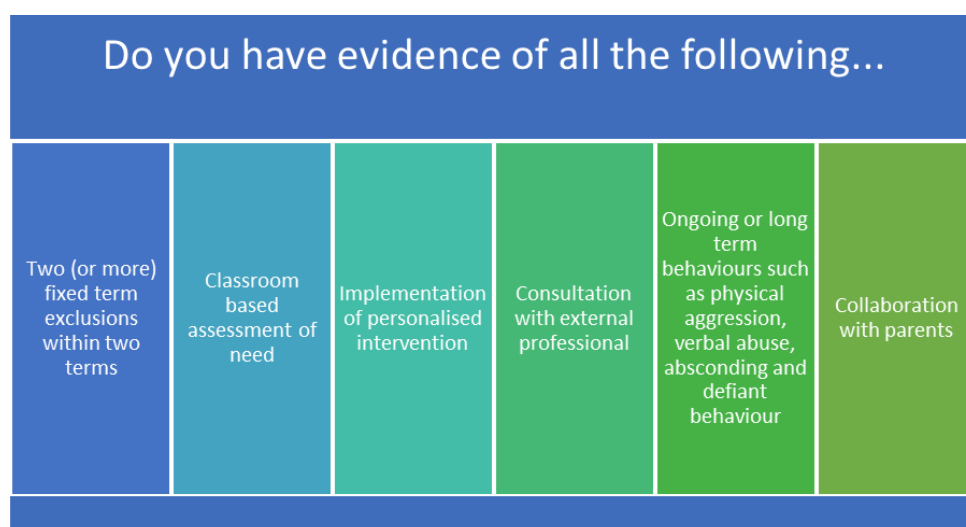 Do you have evidence of all the following...
Two (or more)
fixed term
exclusions
within two
terms
Classroom
based
assessment of
need
Implementation
of personalised
intervention
Consultation
with external
professional
Ongoing or long
term
behaviours such
as physical
aggression,
verbal abuse,
absconding and
defiant
behaviour
Collaboration
with parents